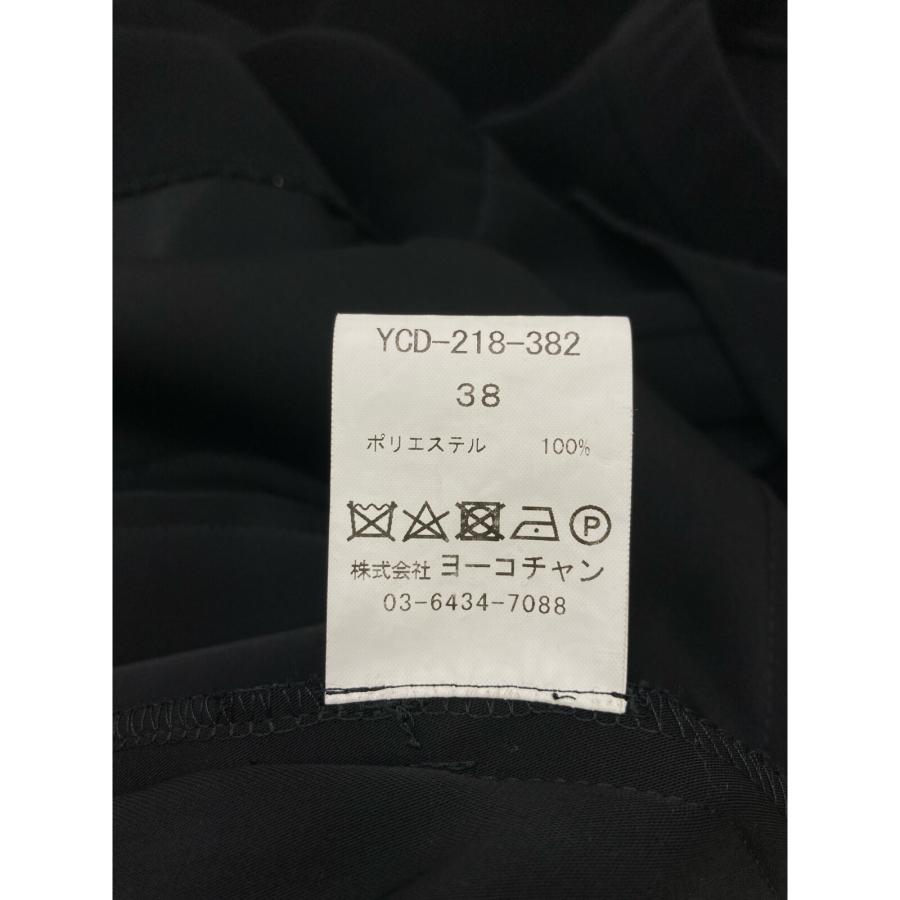 YCD-218-382
38
ポリエステル 100%
P
株式会社 ヨーコチャン
03-6434-7088